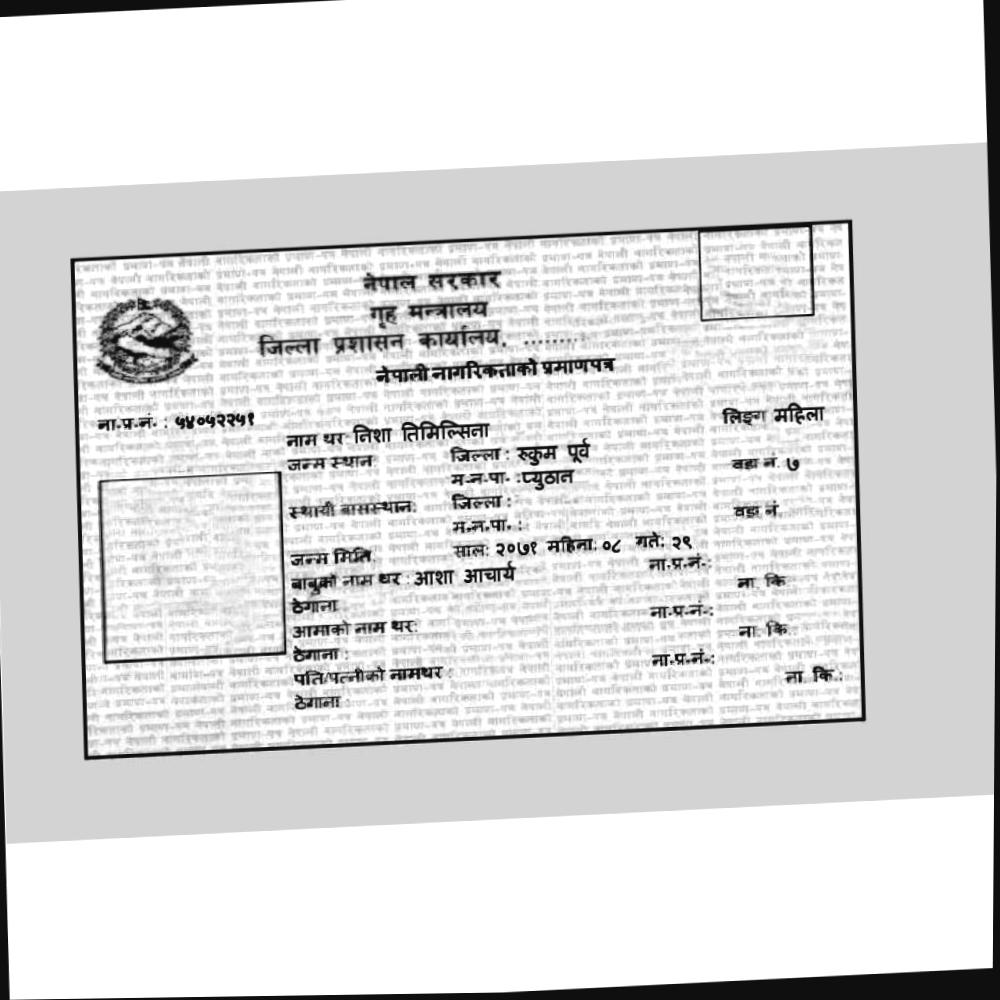 नेपाल सरकार
गृह मन्त्रालय
जिल्ला प्रशासन कार्यालय, ........
नेपाली नागरिकताको प्रमाणपत्र
ना.प्र.नं. : ५४०५२२५१
लिङ्ग महिला
नाम थर निशा तिमिल्सिना
जन्म स्थान: जिल्ला : रुकुम पूर्व
म.न.पा. :प्युठान वडा नं. ७
स्थायी बासस्थान: जिल्ला :
म.न.पा. : वडा नं.
जन्म मिति: साल: २०७१ महिना: ०८ गते: २९
बाबुको नाम थर : आशा आचार्य ना.प्र.नं.:
ठेगाना ना. कि
आमाको नाम थर: ना.प्र.नं.:
ठेगाना : ना. कि.:
पति/पत्नीको नामथर : ना.प्र.नं.:
ठेगाना : ना. कि.: